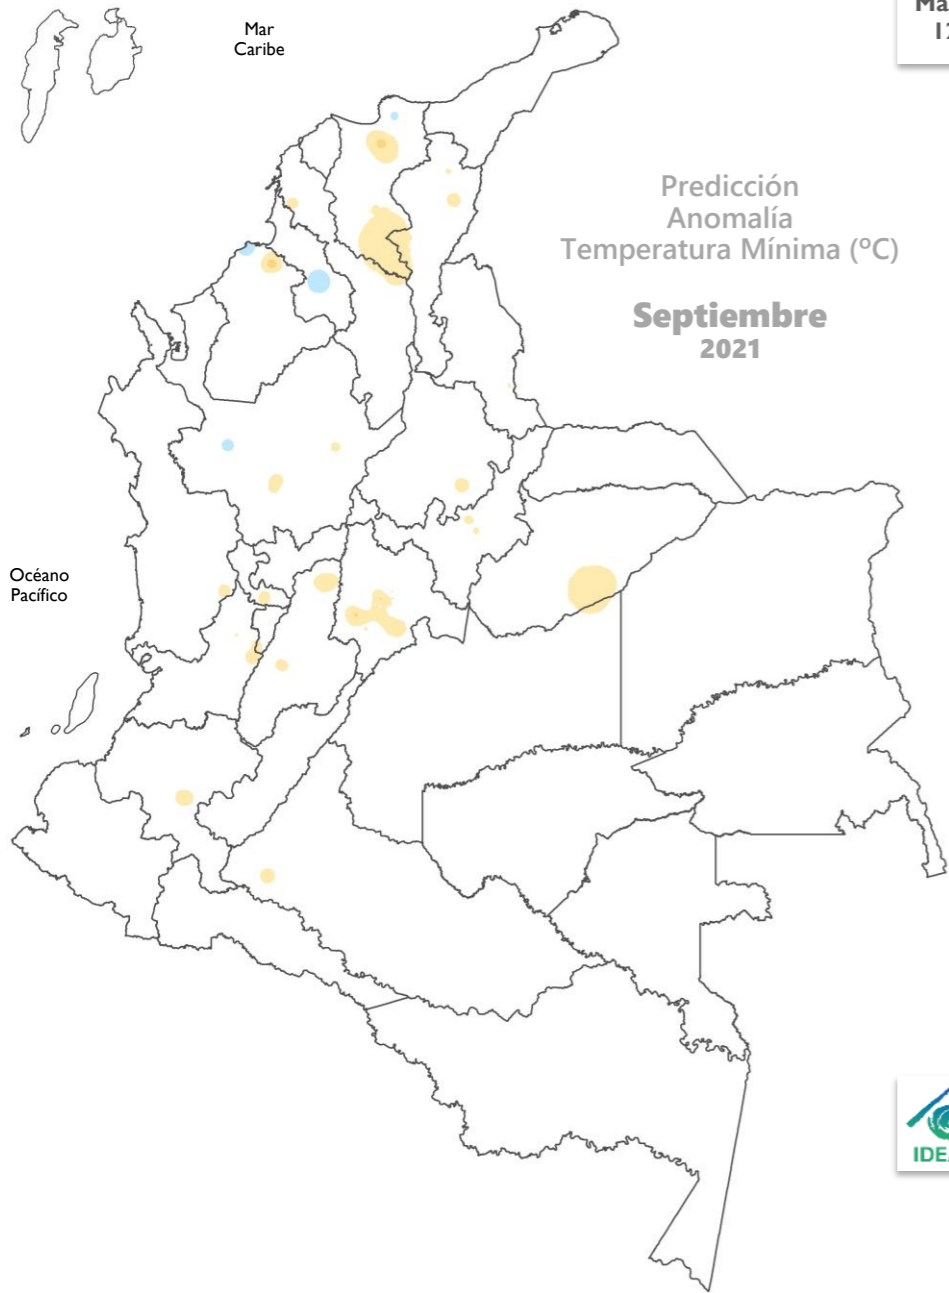 Mar
Caribe
Predicción
Anomalía
Temperatura Mínima (ºC)
Septiembre
2021
Océano
Pacífico